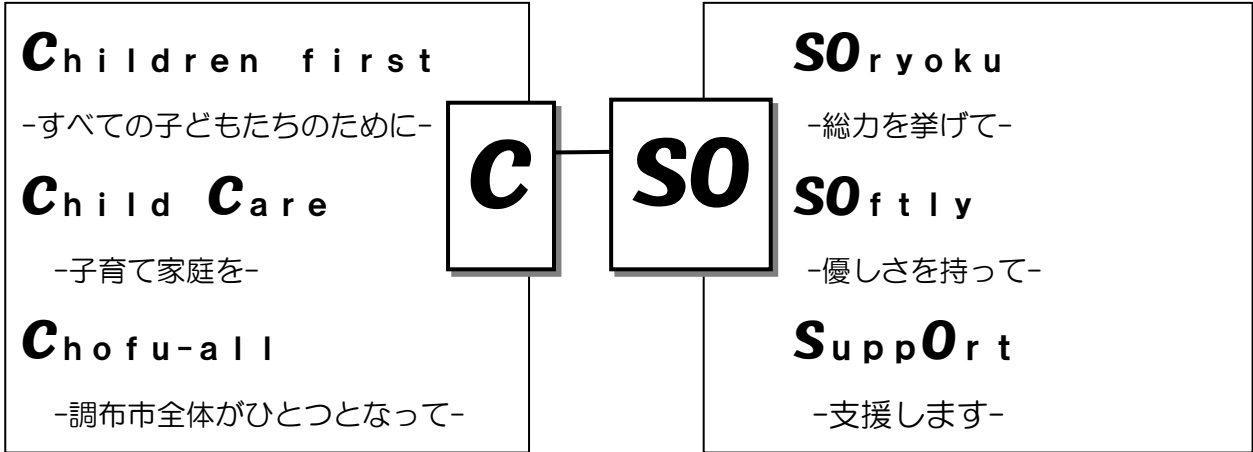 Children first
-すべての子どもたちのために-
Child Care
-子育て家庭を-
Chofu-all
-調布市全体がひとつとなって-
C
SO
SOryoku
-総力を挙げて-
SOftly
-優しさを持って-
SuppOrt
-支援します-